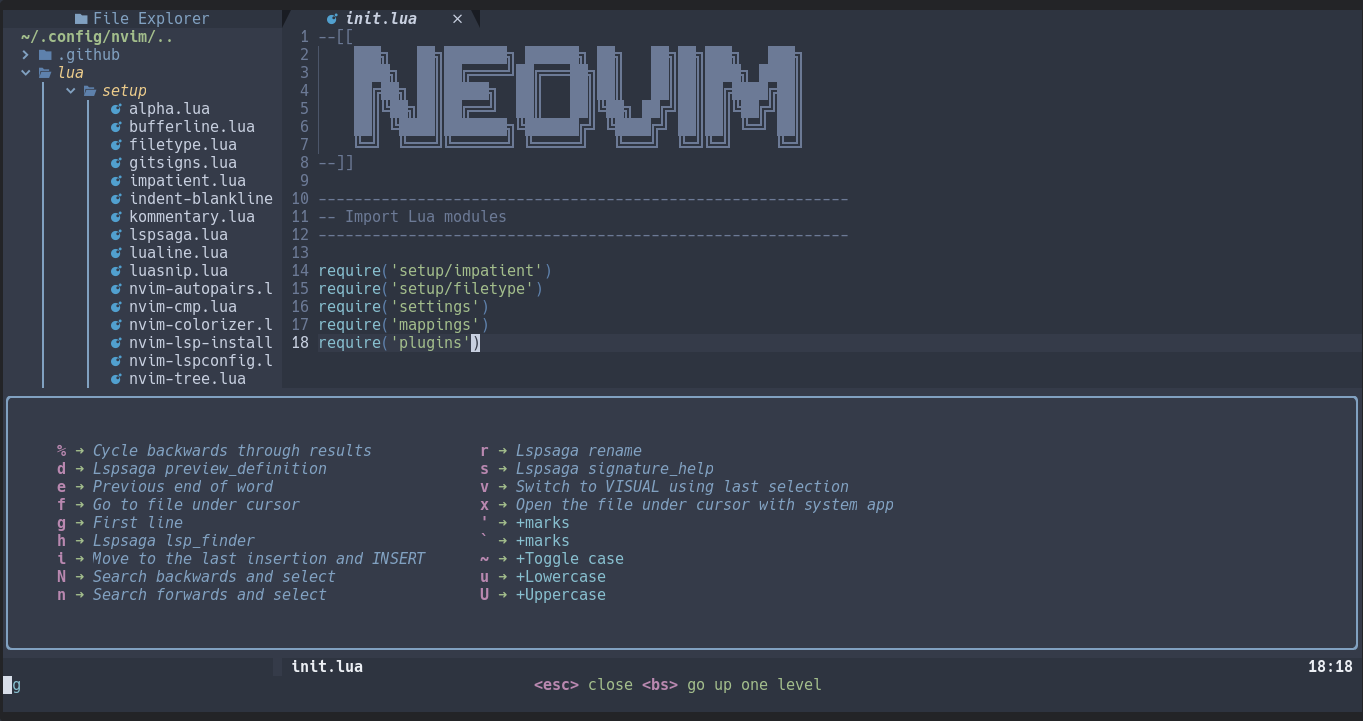 File Explorer
~/.config/nvim/..
.github
lua
setup
alpha.lua
bufferline.lua
filetype.lua
gitsigns.lua
impatient.lua
indent-blankline
kommentary.lua
lspsaga.lua
lualine.lua
luasnip.lua
nvim-autopairs.l
nvim-cmp.lua
nvim-colorizer.l
nvim-lsp-install
nvim-lspconfig.l
nvim-tree.lua
init.lua ×
1 --[[
2
3
4
5
6
7
NEOVIM
8 --]]
9
10 -----------------------------------------------------------
11 -- Import Lua modules
12 -----------------------------------------------------------
13
14 require('setup/impatient')
15 require('setup/filetype')
16 require('settings')
17 require('mappings')
18 require('plugins')
% → Cycle backwards through results
d → Lspsaga preview_definition
e → Previous end of word
f → Go to file under cursor
g → First line
h → Lspsaga lsp_finder
i → Move to the last insertion and INSERT
N → Search backwards and select
n → Search forwards and select
r → Lspsaga rename
s → Lspsaga signature_help
v → Switch to VISUAL using last selection
x → Open the file under cursor with system app
' → +marks
` → +marks
~ → +Toggle case
u → +Lowercase
U → +Uppercase
init.lua 18:18
g <esc> close <bs> go up one level